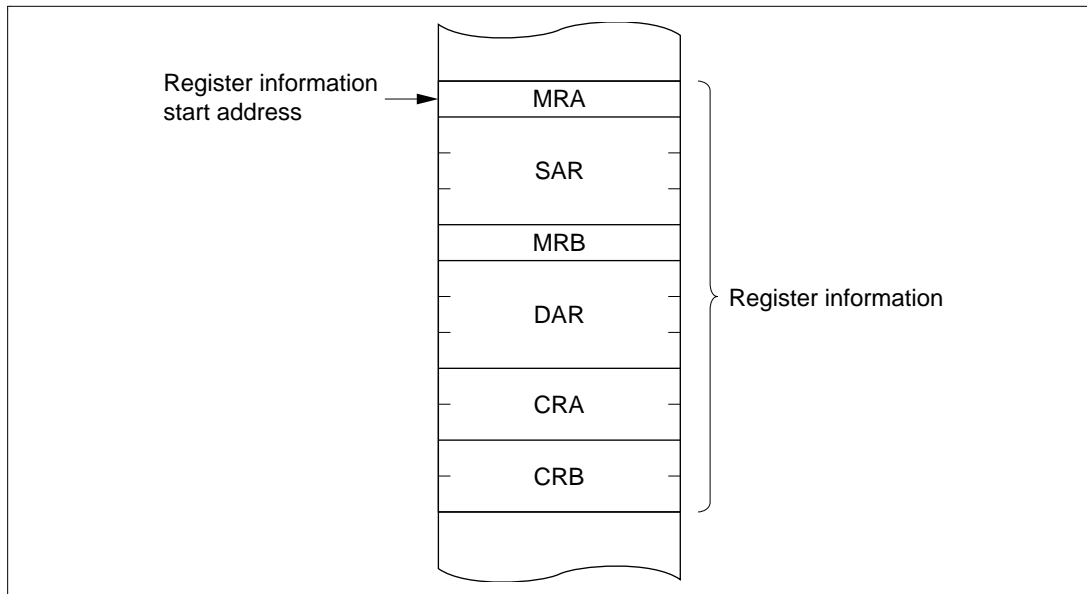 Register information
start address
MRA
SAR
MRB
DAR
CRA
CRB
Register information